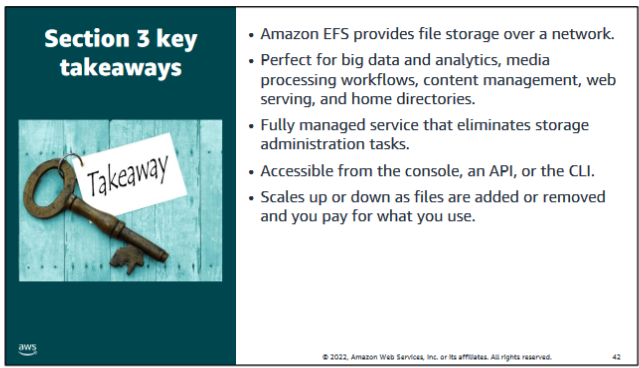 Section 3 key
takeaways
Takeaway
aws
• Amazon EFS provides file storage over a network.
• Perfect for big data and analytics, media
processing workflows, content management, web
serving, and home directories.
• Fully managed service that eliminates storage
administration tasks.
• Accessible from the console, an API, or the CLI.
• Scales up or down as files are added or removed
and you pay for what you use.
© 2022, Amazon Web Services, Inc. or its affiliates. All rights reserved.
42